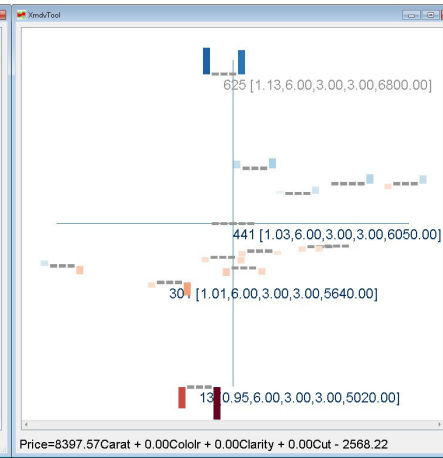 XmdvTool
625 [1.13,6.00,3.00,3.00,6800.00]
441 [1.03,6.00,3.00,3.00,6050.00]
301 [1.01,6.00,3.00,3.00,5640.00]
[0.95,6.00,3.00,3.00,5020.00]
Price=8397.57Carat + 0.00Cololr + 0.00Clarity + 0.00Cut - 2568.22